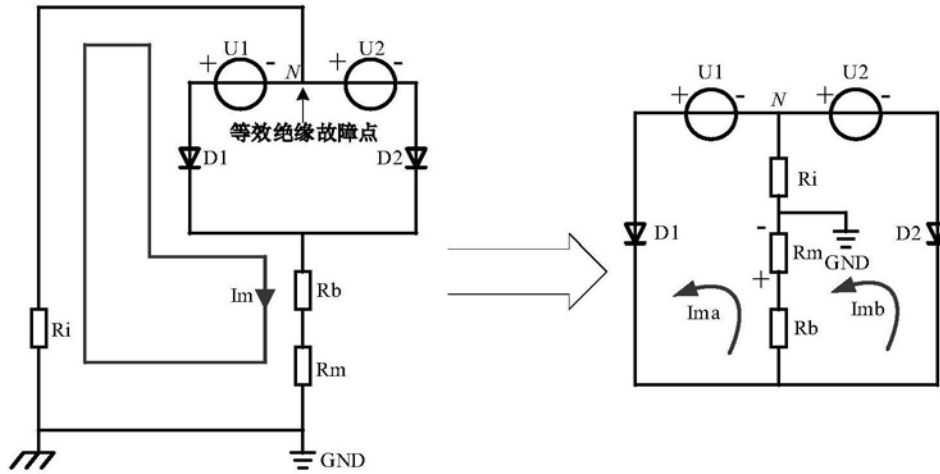 U1
U2
+
-
N
+
-
等效绝缘故障点
D1
D2
Im
Rb
Ri
Rm
GND
U1
U2
+
-
N
+
-
Ri
D1
-
Rm
GND
D2
+
Ima
Imb
Rb